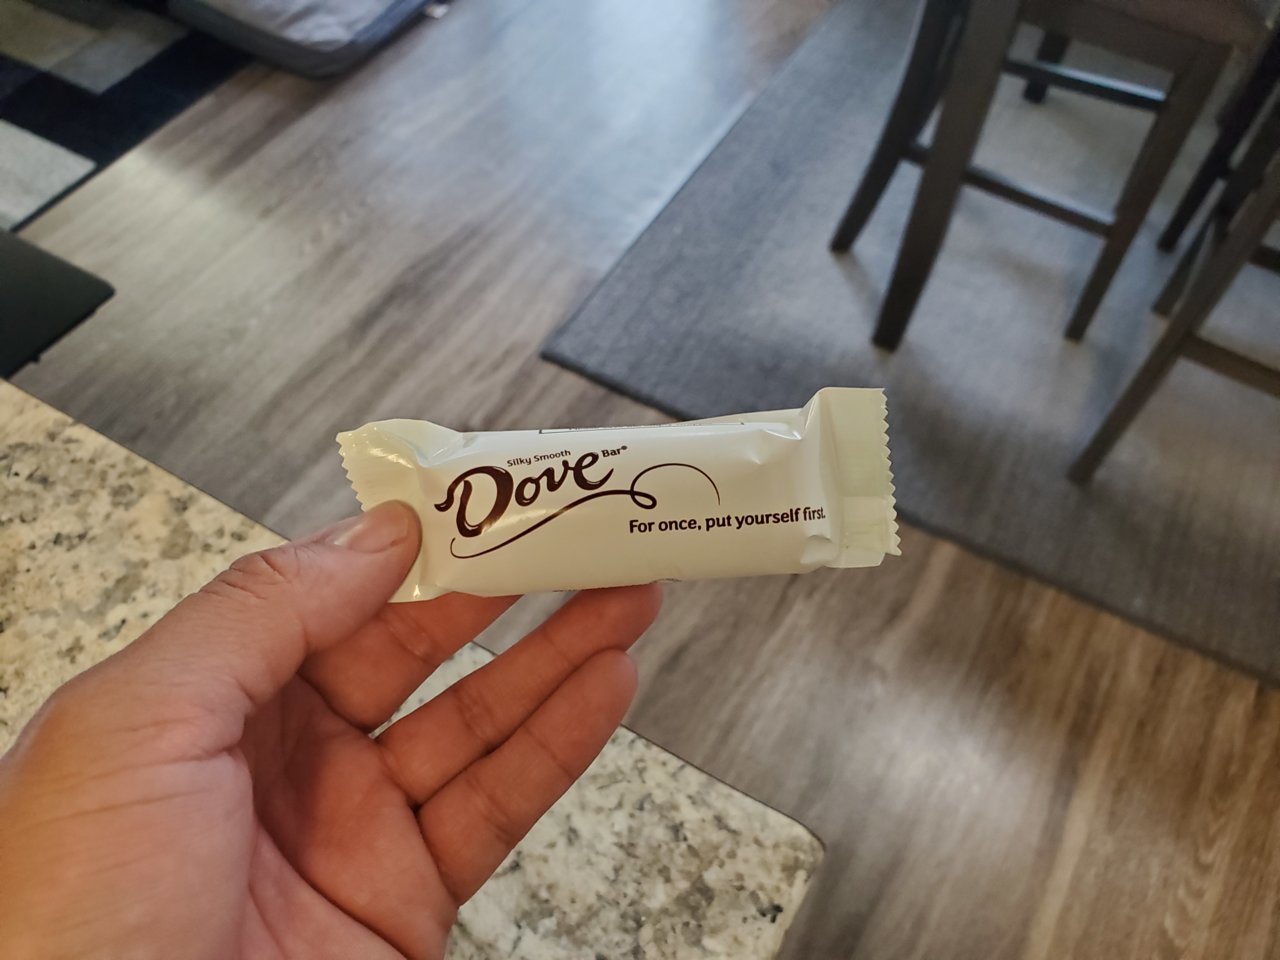 Silky Smooth
Dove Bar®
For once, put yourself first.